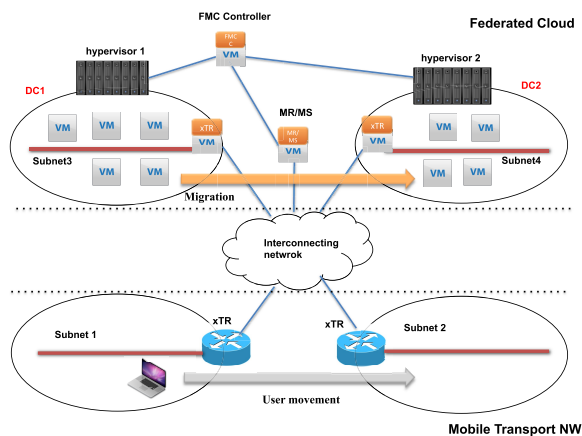 FMC Controller
Federated Cloud
FMC
C
VM
hypervisor 1
hypervisor 2
DC1
DC2
MR/MS
VM
VM
VM
xTR
VM
MR/
MS
VM
xTR
VM
VM
VM
Subnet3
Subnet4
VM
VM
VM
VM
Migration
Interconnecting
netwrok
xTR
xTR
Subnet 1
Subnet 2
User movement
Mobile Transport NW